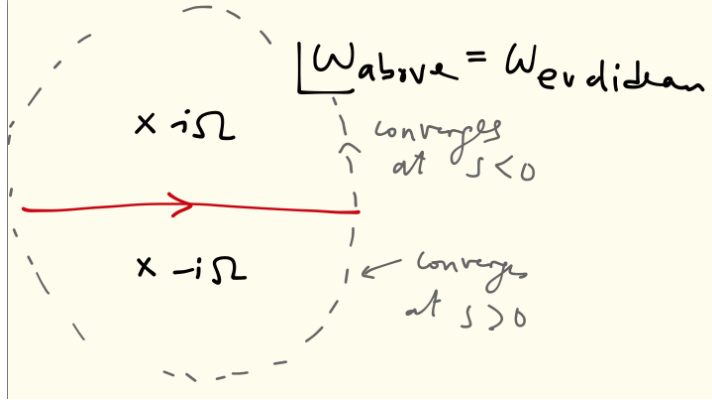 ω above = ω euclidean
× iΩ
converges
at s<0
× -iΩ
converges
at s>0